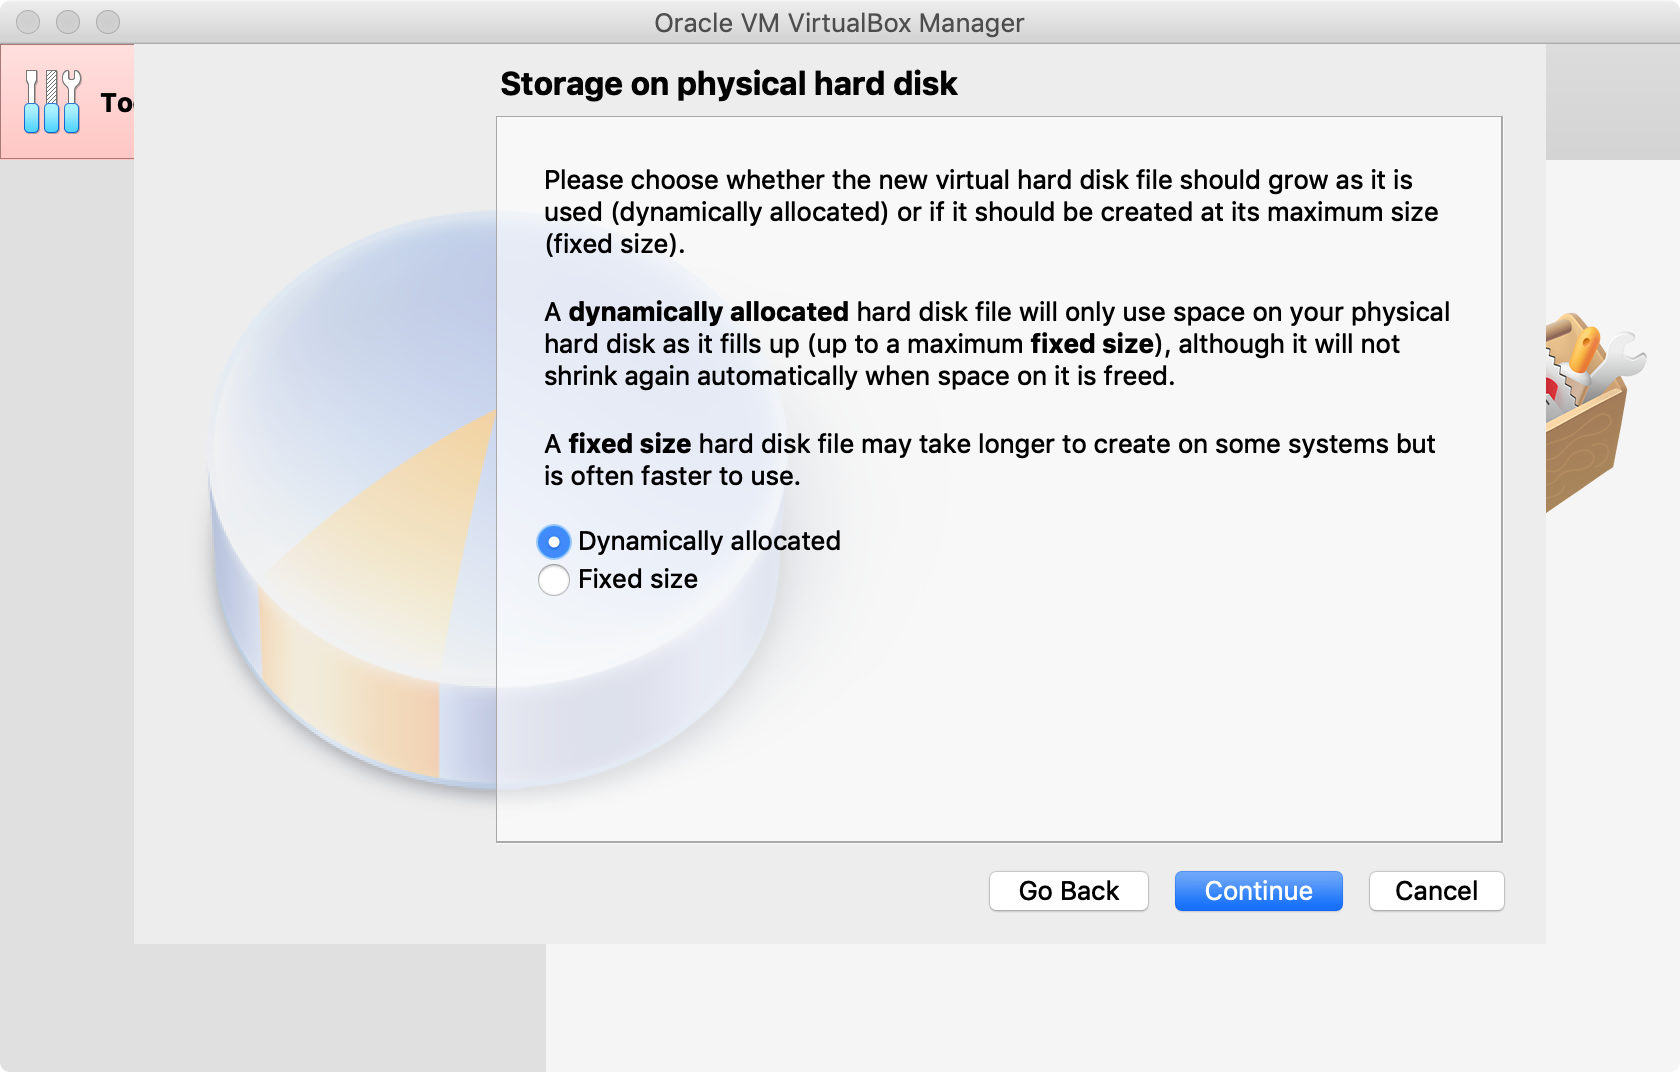 Oracle VM VirtualBox Manager
Storage on physical hard disk
Please choose whether the new virtual hard disk file should grow as it is
used (dynamically allocated) or if it should be created at its maximum size
(fixed size).
A dynamically allocated hard disk file will only use space on your physical
hard disk as it fills up (up to a maximum fixed size), although it will not
shrink again automatically when space on it is freed.
A fixed size hard disk file may take longer to create on some systems but
is often faster to use.
Dynamically allocated
Fixed size
Go Back
Continue
Cancel